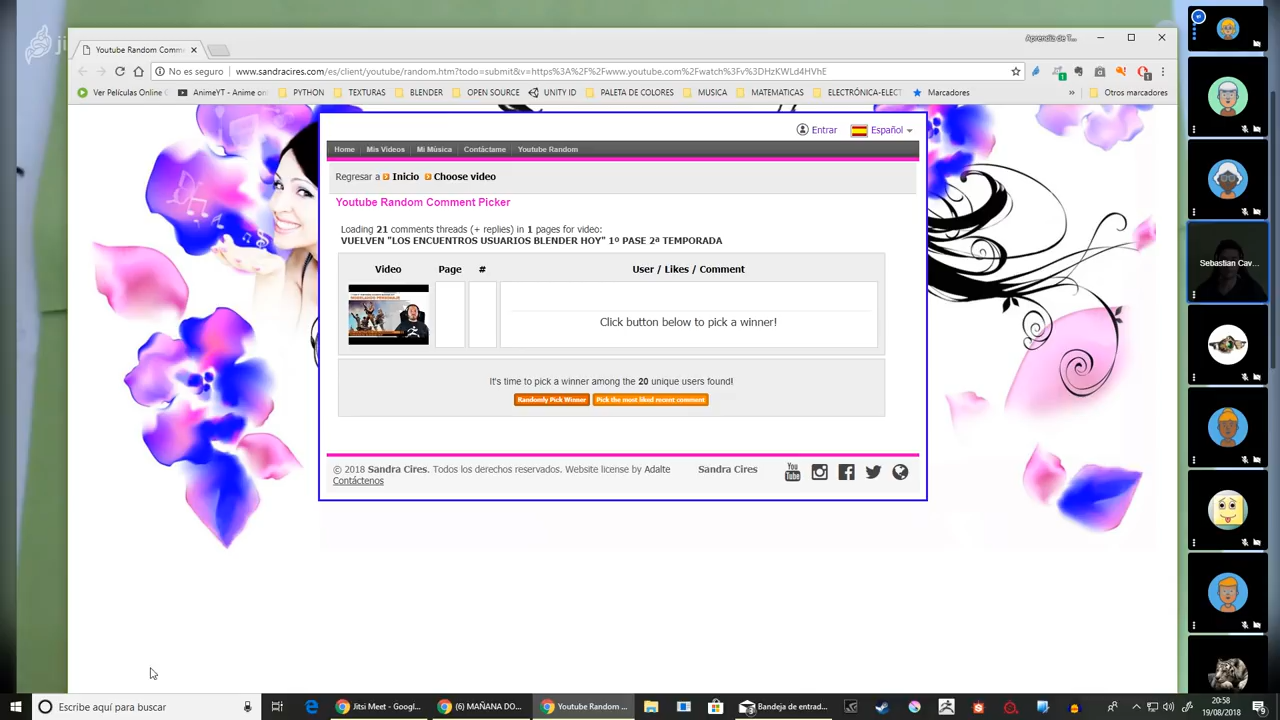 Youtube Random Comm
Aprendiz de T...
No es seguro
www.sandracires.com/es/client/youtube/random.htm?todo=submit&v=https%3A%2F%2Fwww.youtube.com%2Fwatch%3Fv%3DHzKWLd4HVhE
Ver Películas Online
AnimeYT - Anime on
PYTHON
TEXTURAS
BLENDER
OPEN SOURCE
UNITY ID
PALETA DE COLORES
MUSICA
MATEMATICAS
ELECTRÓNICA-ELECT
Marcadores
»
Otros marcadores
Entrar
Español
Home
Mis Videos
Mi Música
Contáctame
Youtube Random
Regresar a Inicio Choose video
Youtube Random Comment Picker
Loading 21 comments threads (+ replies) in 1 pages for video:
VUELVEN "LOS ENCUENTROS USUARIOS BLENDER HOY" 1º PASE 2ª TEMPORADA
Video Page # User / Likes / Comment
Click button below to pick a winner!
It's time to pick a winner among the 20 unique users found!
Randomly Pick Winner
Pick the most liked recent comment
© 2018 Sandra Cires. Todos los derechos reservados. Website license by Adalte
Contáctenos
Sandra Cires
You Tube
Sebastian Cav...
Escribe aquí para buscar
Jitsi Meet - Googl...
(6) MAÑANA DO...
Youtube Random ...
Bandeja de entrad...
20:58
19/08/2018